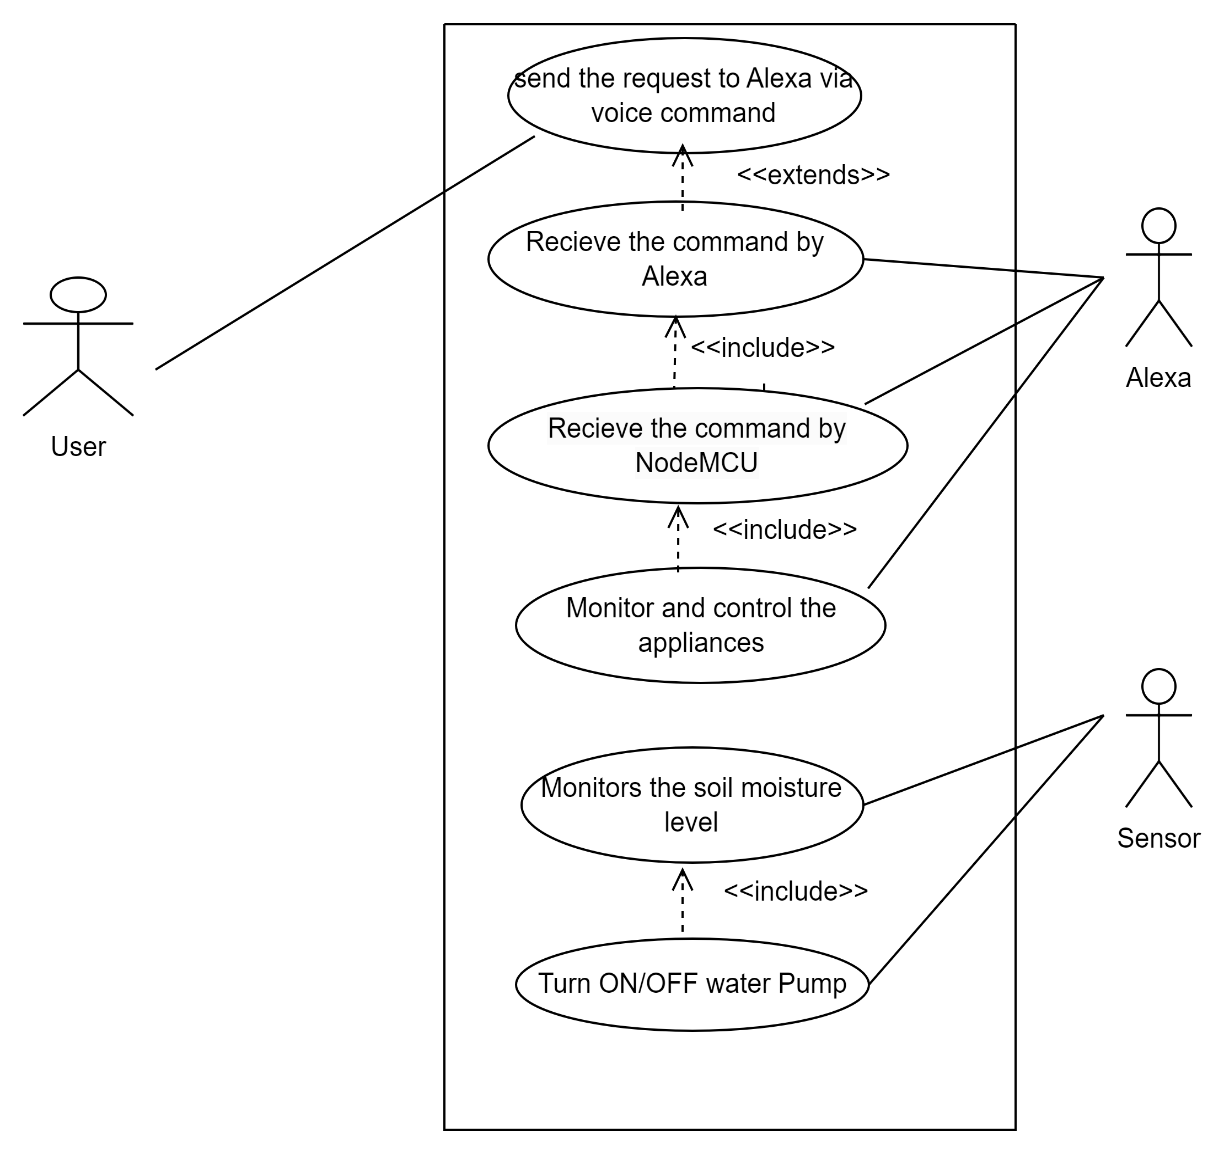 send the request to Alexa via
voice command
<<extends>>
Recieve the command by
Alexa
<<include>>
Alexa
Recieve the command by
NodeMCU
User
<<include>>
Monitor and control the
appliances
Monitors the soil moisture
level
Sensor
<<include>>
Turn ON/OFF water Pump